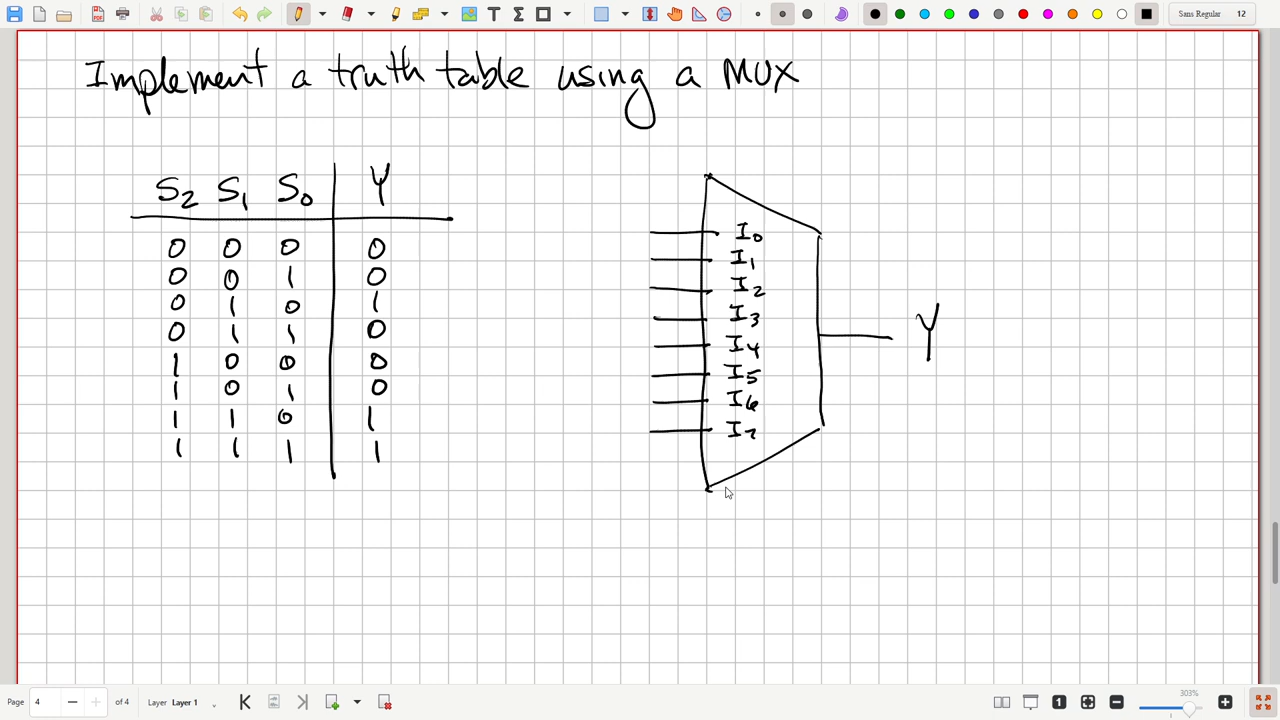 Sans Regular 12
Implement a truth table using a MUX
S2 S1 S0 Y
0 0 0 0
0 0 1 0
0 1 0 1
0 1 1 0
1 0 0 0
1 0 1 0
1 1 0 1
1 1 1 1
I0
I1
I2
I3
I4
I5
I6
I7
Y
Page 4 of 4 Layer Layer 1 303%